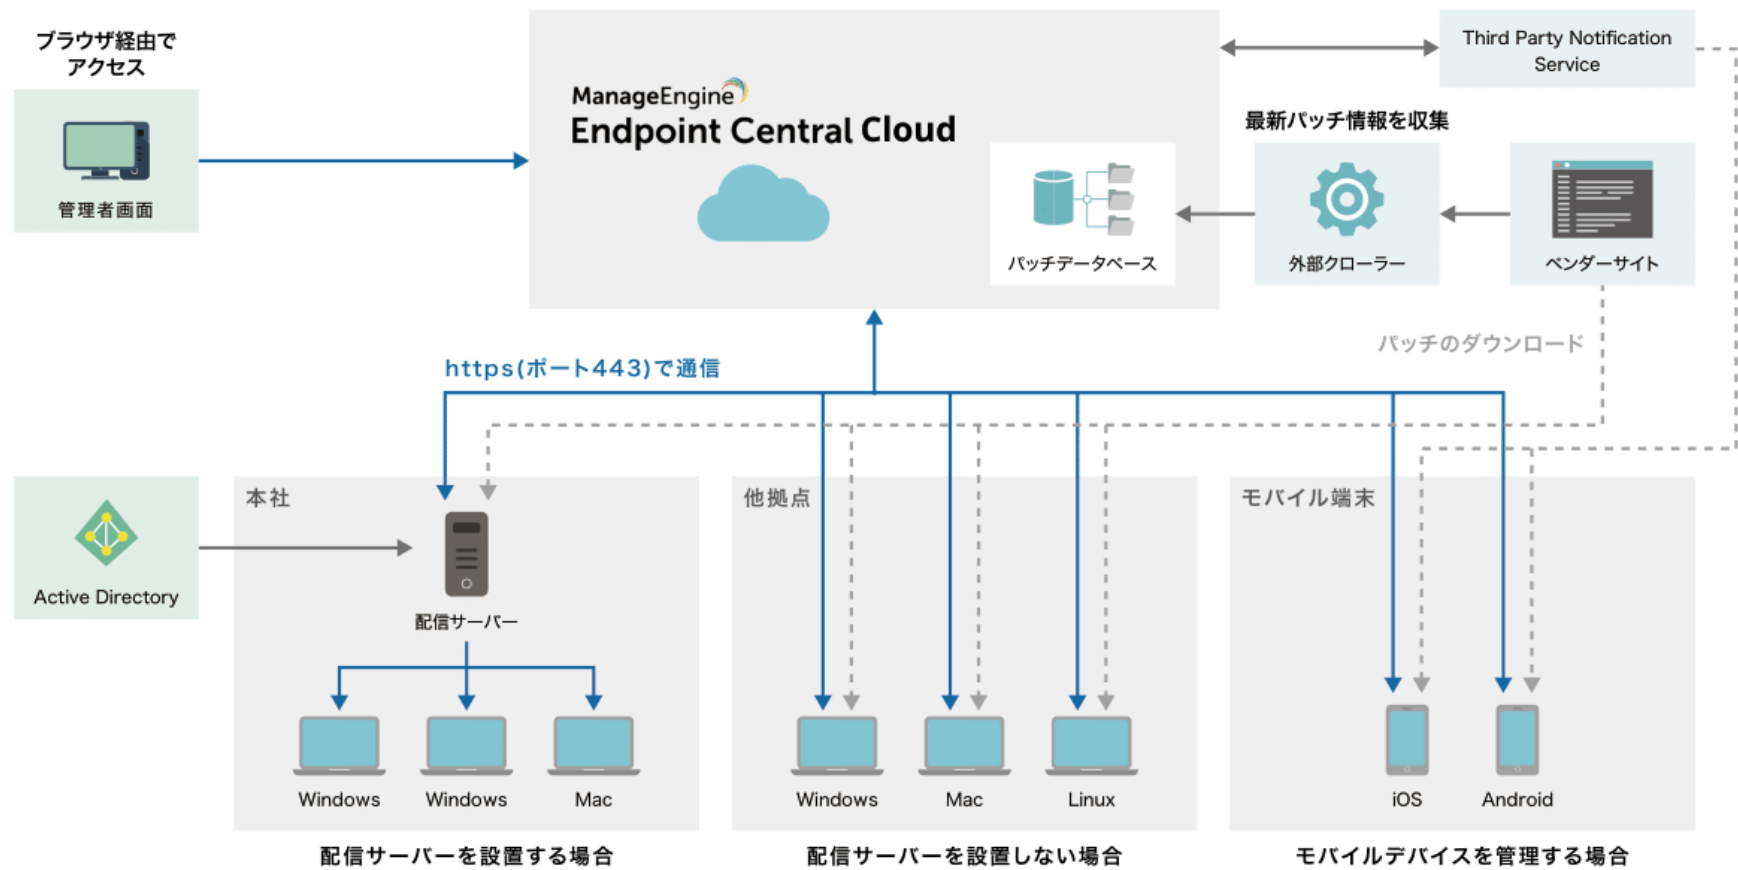 ブラウザ経由で
アクセス
管理者画面
ManageEngine
Endpoint Central Cloud
パッチデータベース
Third Party Notification
Service
最新パッチ情報を収集
外部クローラー
ベンダーサイト
パッチのダウンロード
https(ポート443)で通信
Active Directory
本社
配信サーバー
Windows
Windows
Mac
配信サーバーを設置する場合
他拠点
Windows
Mac
Linux
配信サーバーを設置しない場合
モバイル端末
iOS
Android
モバイルデバイスを管理する場合